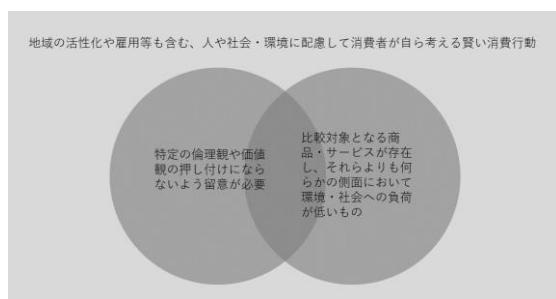 地域の活性化や雇用等も含む、人や社会・環境に配慮して消費者が自ら考える賢い消費行動
特定の倫理観や価値
観の押し付けになら
ないよう留意が必要
比較対象となる商
品・サービスが存在
し、それらよりも何
らかの側面において
環境・社会への負荷
が低いもの